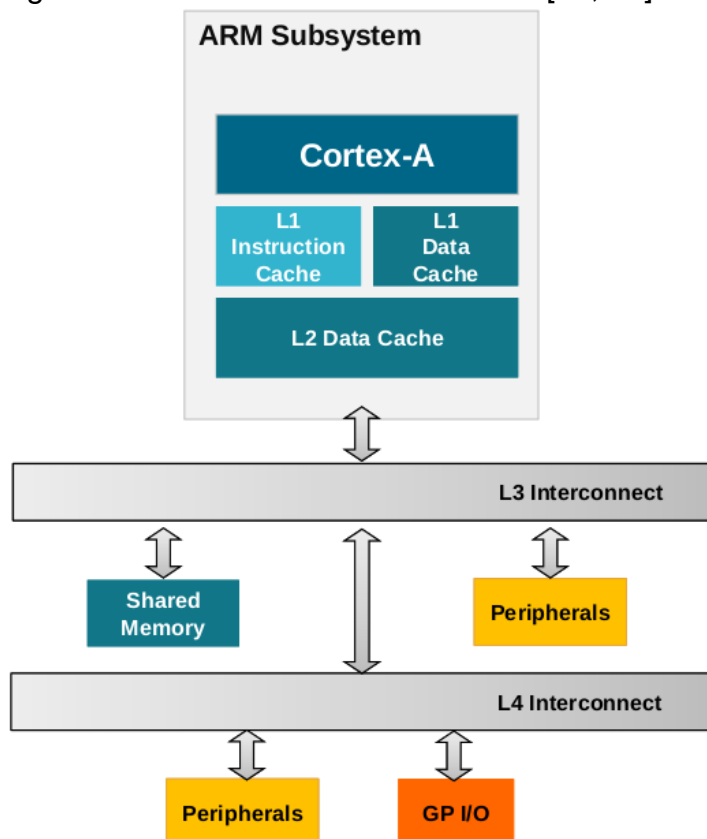 ARM Subsystem
Cortex-A
L1
Instruction
Cache
L1
Data
Cache
L2 Data Cache
L3 Interconnect
Shared
Memory
Peripherals
L4 Interconnect
Peripherals
GP I/O